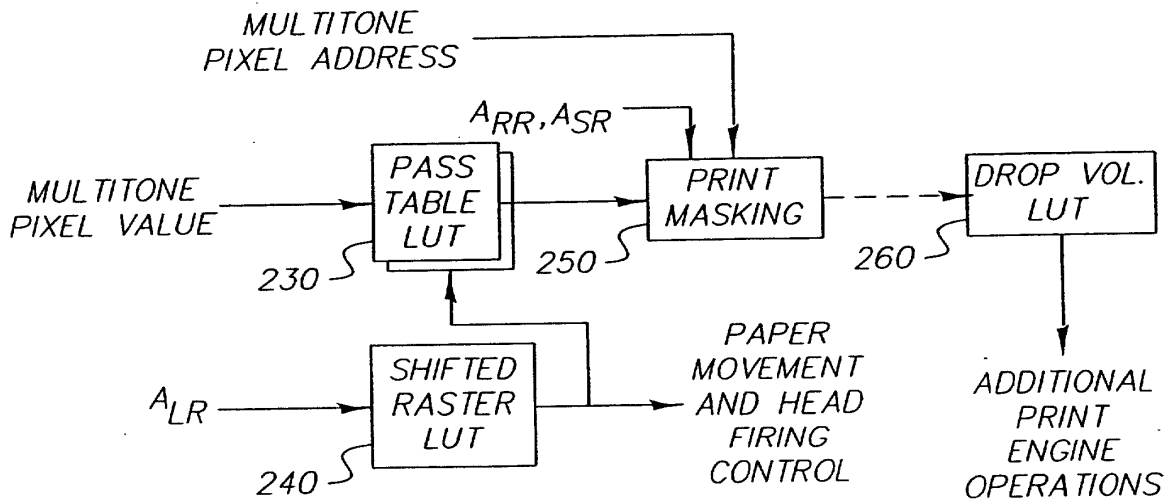 MULTITONE
PIXEL ADDRESS
A_RR, A_SR
MULTITONE
PIXEL VALUE
PASS
TABLE
LUT
230
PRINT
MASKING
250
DROP VOL.
LUT
260
A_LR
SHIFTED
RASTER
LUT
240
PAPER
MOVEMENT
AND HEAD
FIRING
CONTROL
ADDITIONAL
PRINT
ENGINE
OPERATIONS